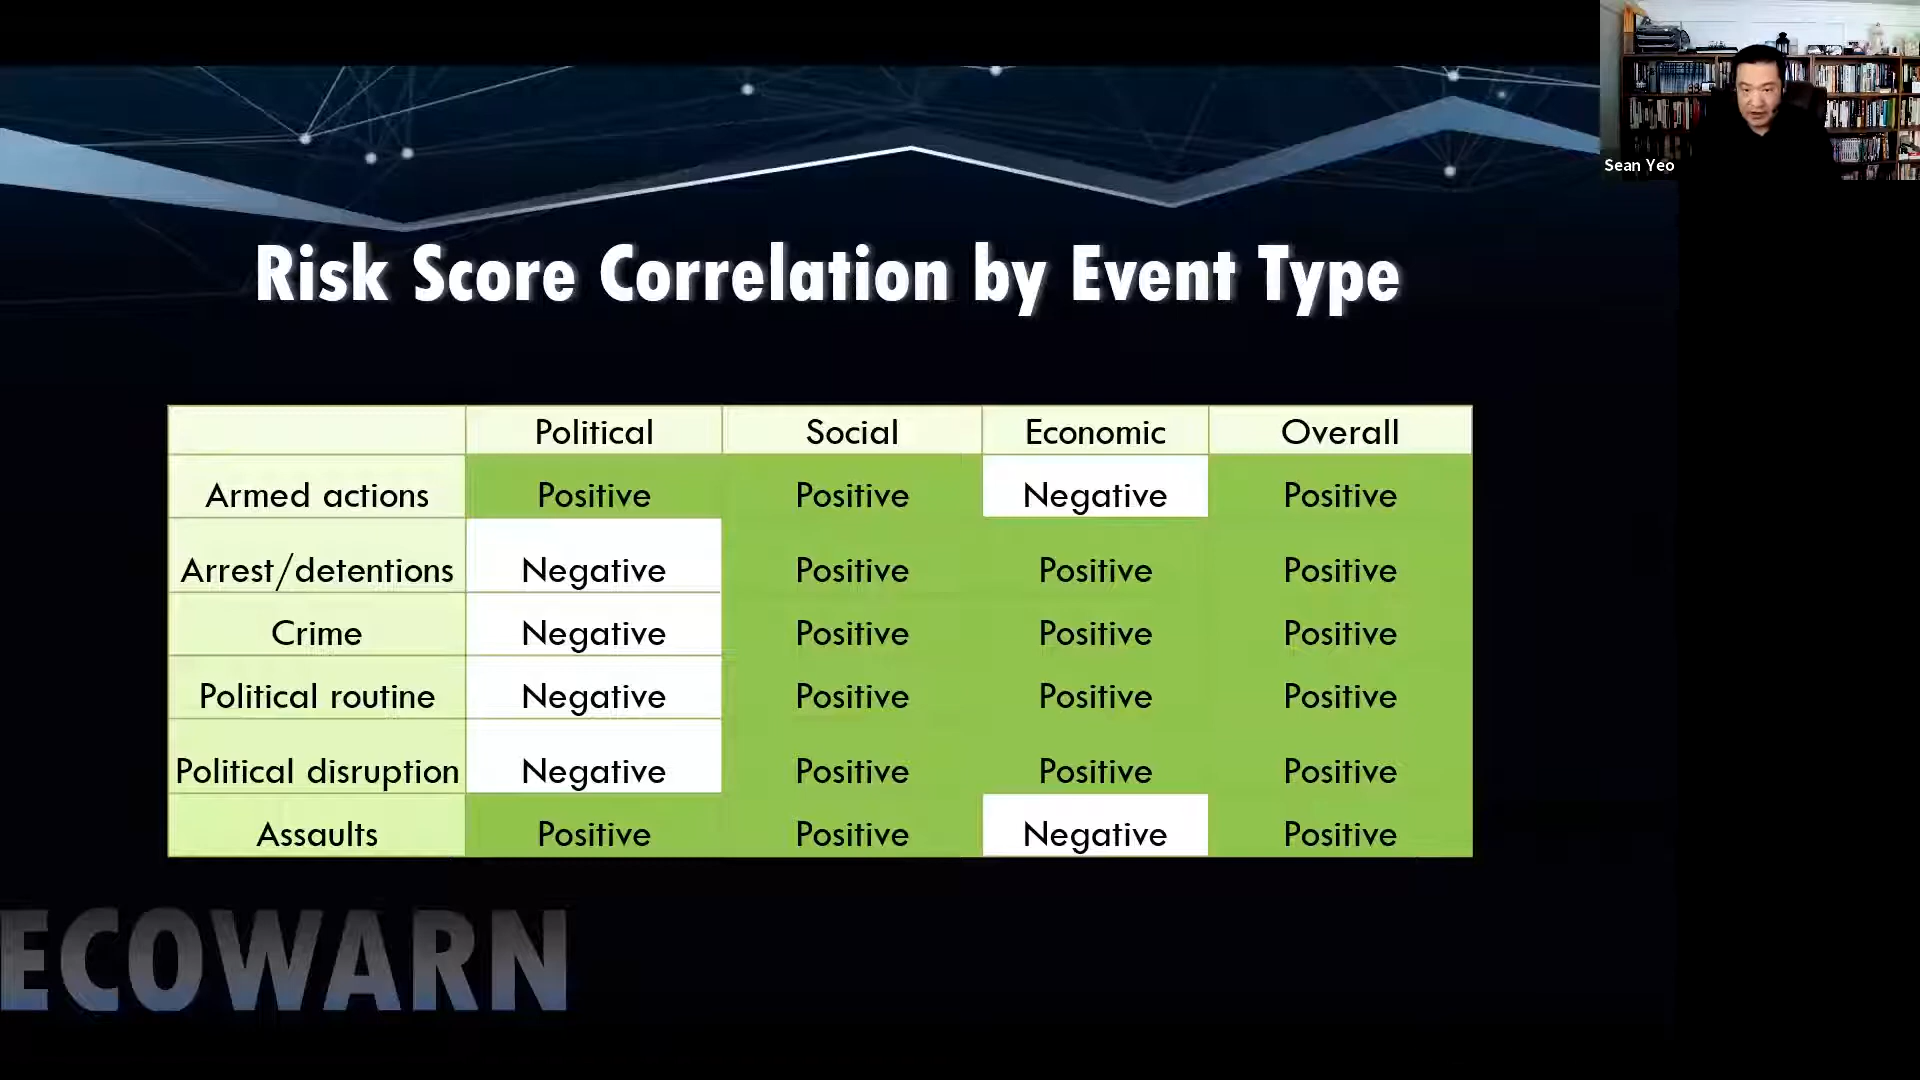 Sean Yeo
Risk Score Correlation by Event Type
Political Social Economic Overall
Armed actions Positive Positive Negative Positive
Arrest/detentions Negative Positive Positive Positive
Crime Negative Positive Positive Positive
Political routine Negative Positive Positive Positive
Political disruption Negative Positive Positive Positive
Assaults Positive Positive Negative Positive
ECOWARN